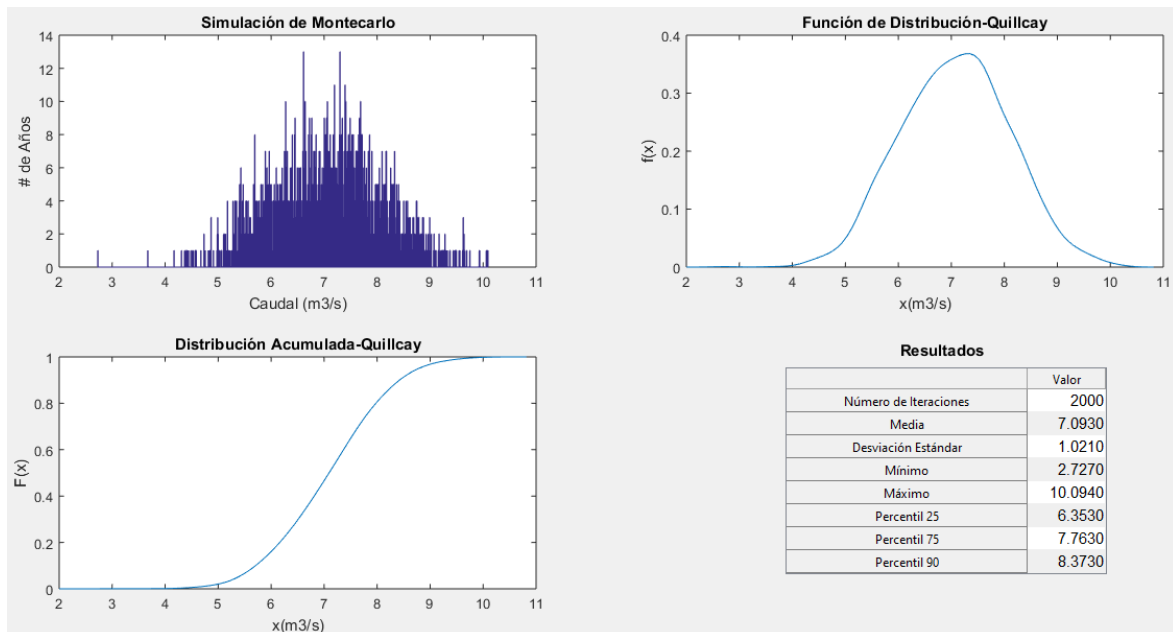 Simulación de Montecarlo
14
12
10
8
6
4
2
0
# de Años
2 3 4 5 6 7 8 9 10 11
Caudal (m3/s)
Función de Distribución-Quillcay
0.4
0.3
0.2
0.1
0
f(x)
2 3 4 5 6 7 8 9 10 11
x(m3/s)
Distribución Acumulada-Quillcay
1
0.8
0.6
0.4
0.2
0
F(x)
2 3 4 5 6 7 8 9 10 11
x(m3/s)
Resultados
Valor
Número de Iteraciones 2000
Media 7.0930
Desviación Estándar 1.0210
Mínimo 2.7270
Máximo 10.0940
Percentil 25 6.3530
Percentil 75 7.7630
Percentil 90 8.3730